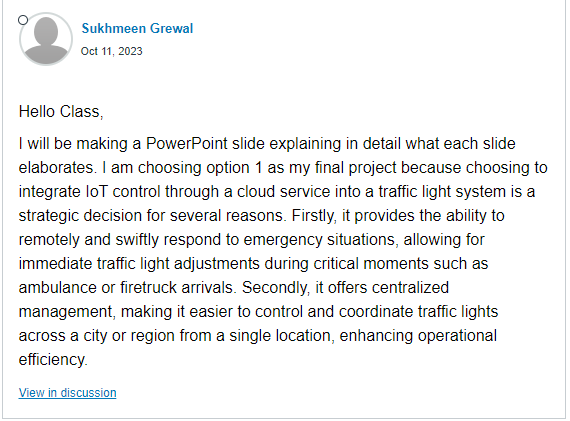 Sukhmeen Grewal
Oct 11, 2023
Hello Class,
I will be making a PowerPoint slide explaining in detail what each slide
elaborates. I am choosing option 1 as my final project because choosing to
integrate IoT control through a cloud service into a traffic light system is a
strategic decision for several reasons. Firstly, it provides the ability to
remotely and swiftly respond to emergency situations, allowing for
immediate traffic light adjustments during critical moments such as
ambulance or firetruck arrivals. Secondly, it offers centralized
management, making it easier to control and coordinate traffic lights
across a city or region from a single location, enhancing operational
efficiency.
View in discussion